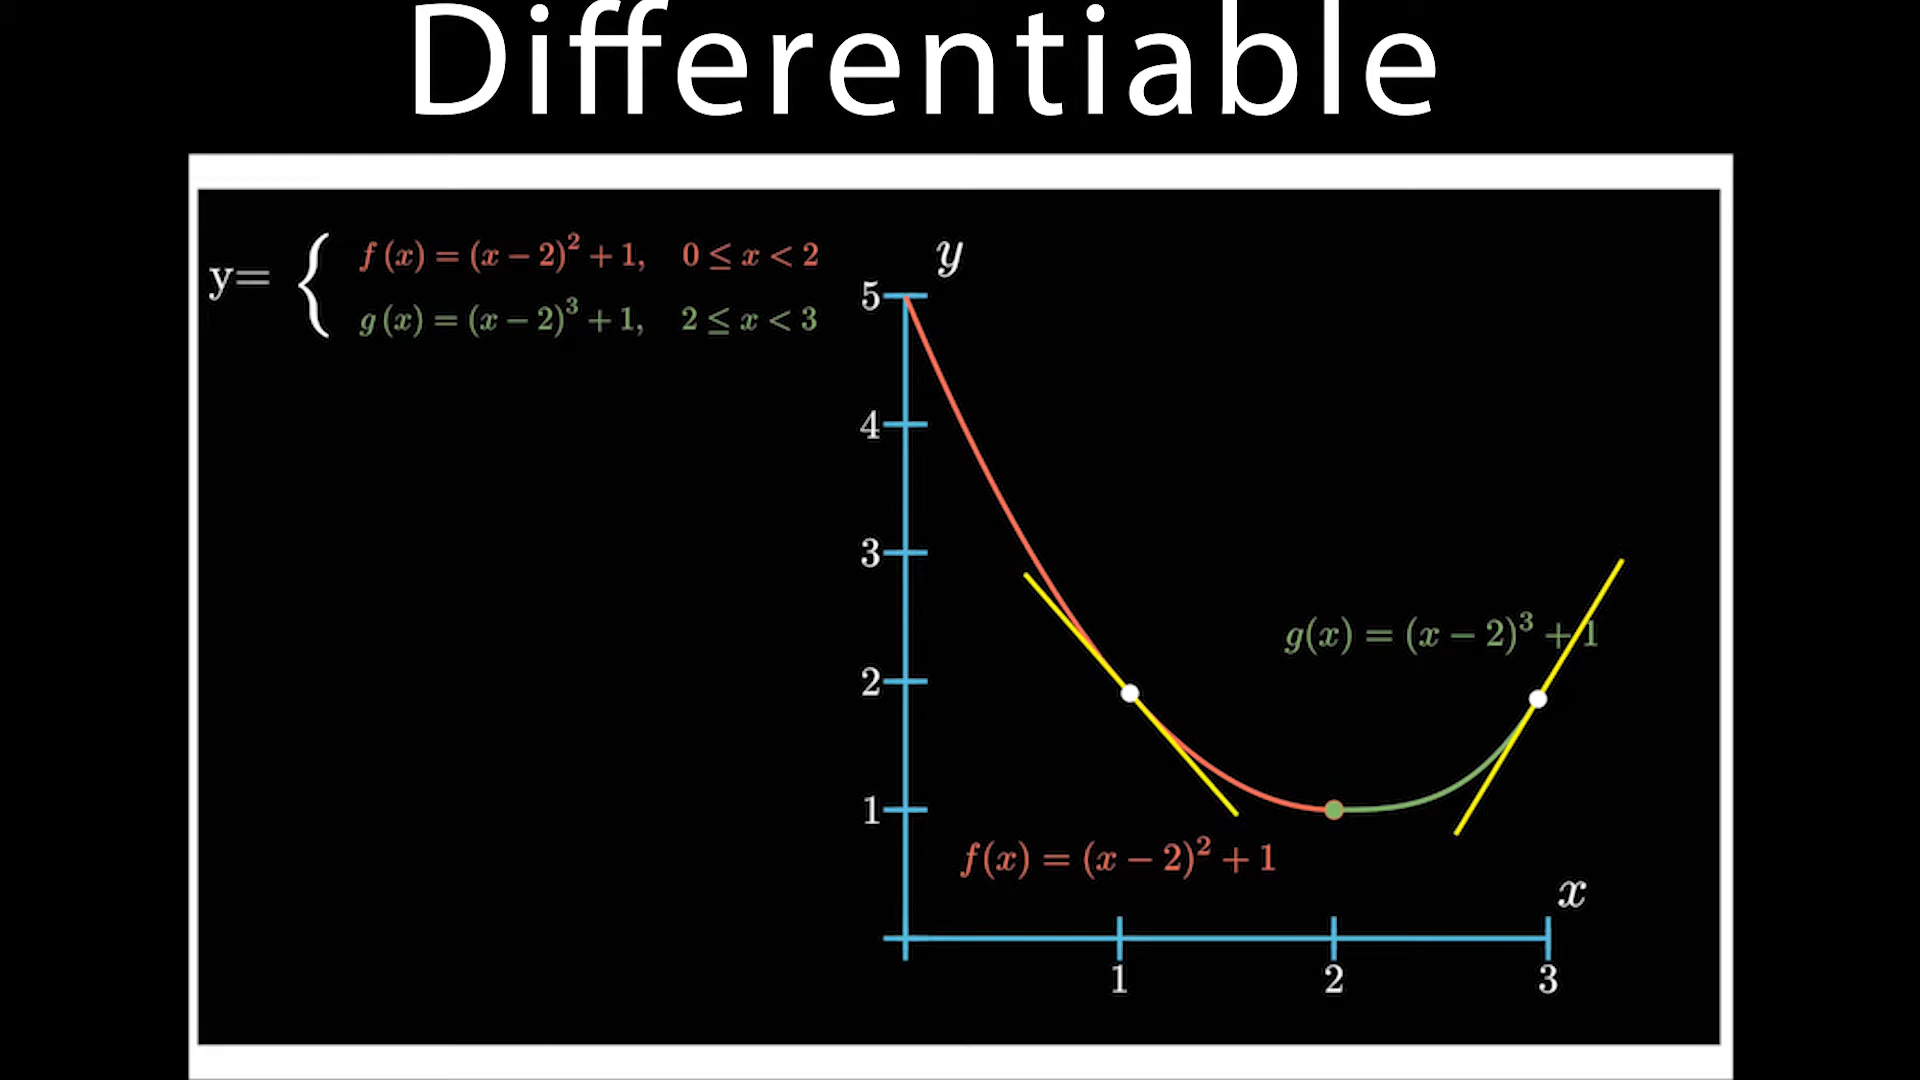 Differentiable
y= { f (x) = (x − 2)² + 1, 0 ≤ x < 2
g (x) = (x − 2)³ + 1, 2 ≤ x < 3
y
5
4
3
2
1
g(x) = (x − 2)³ + 1
f(x) = (x − 2)² + 1
x
1 2 3